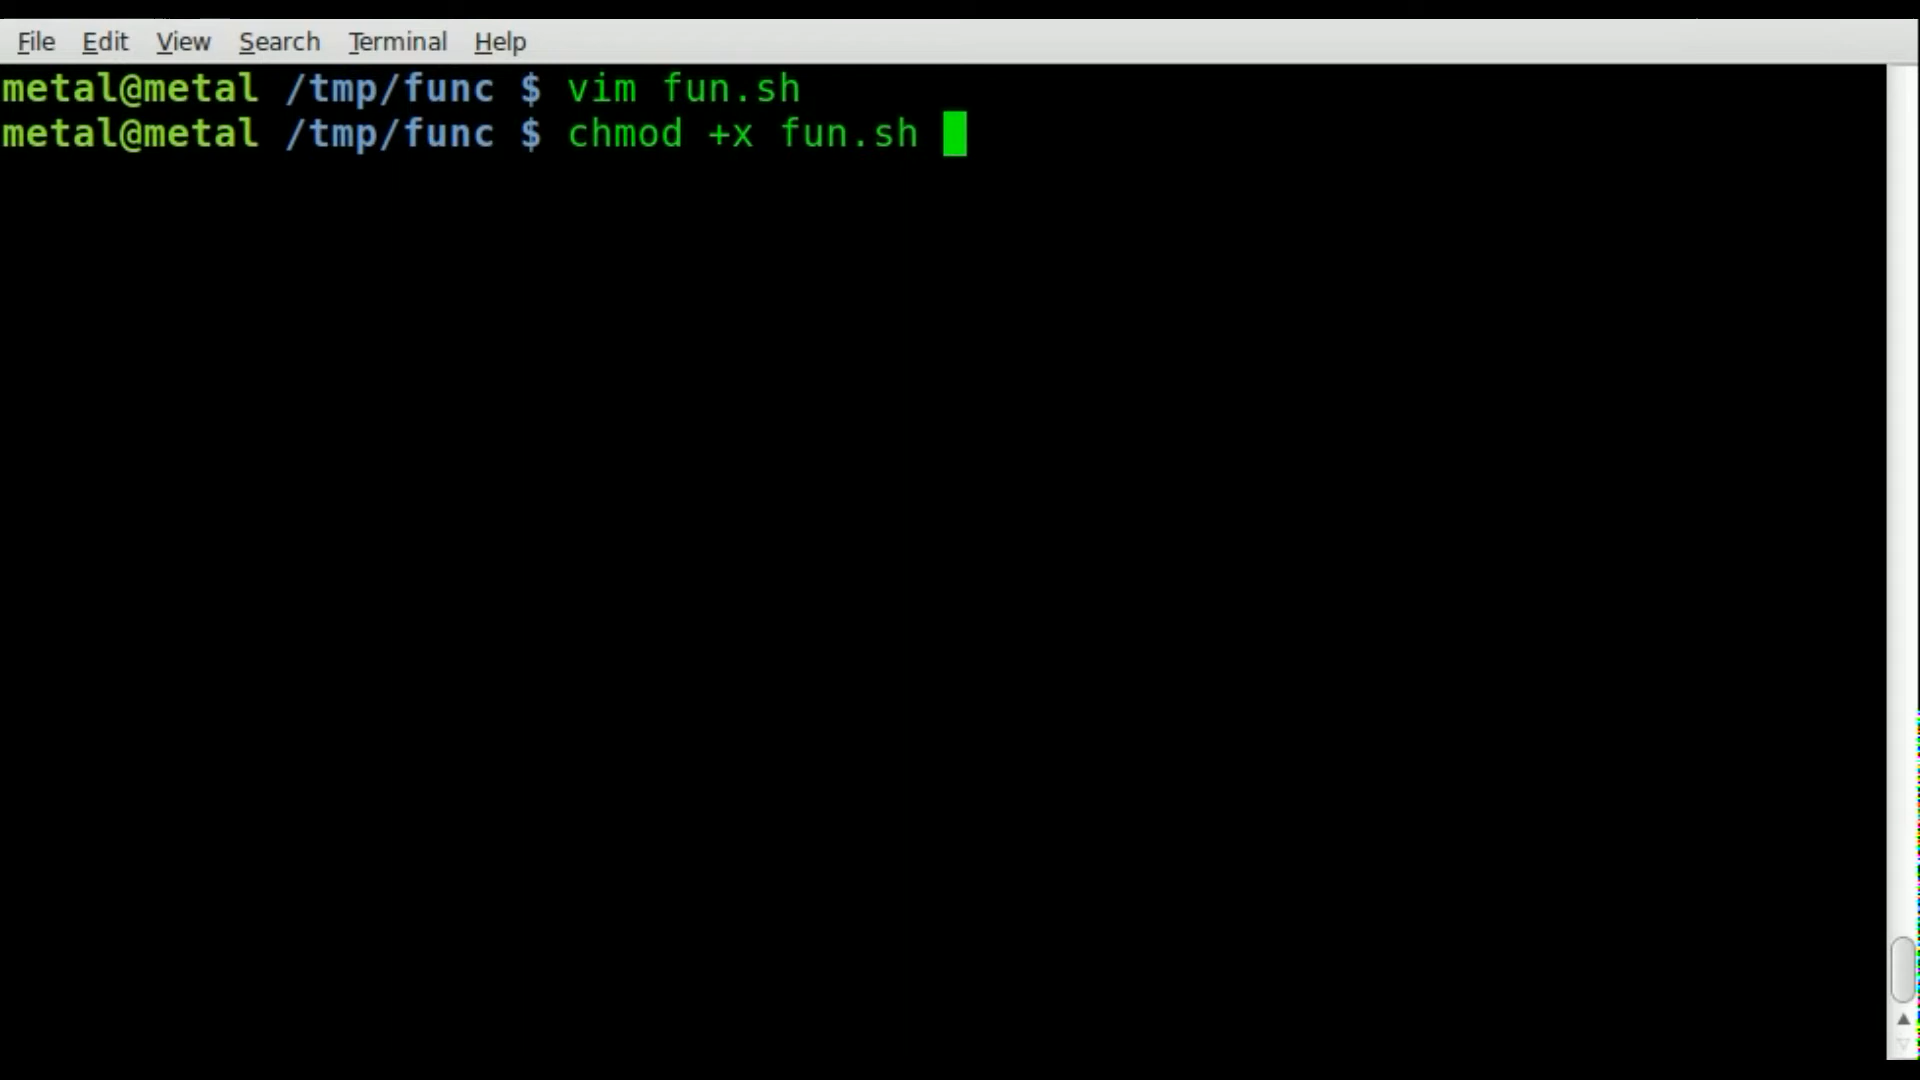 File Edit View Search Terminal Help
metal@metal /tmp/func $ vim fun.sh
metal@metal /tmp/func $ chmod +x fun.sh